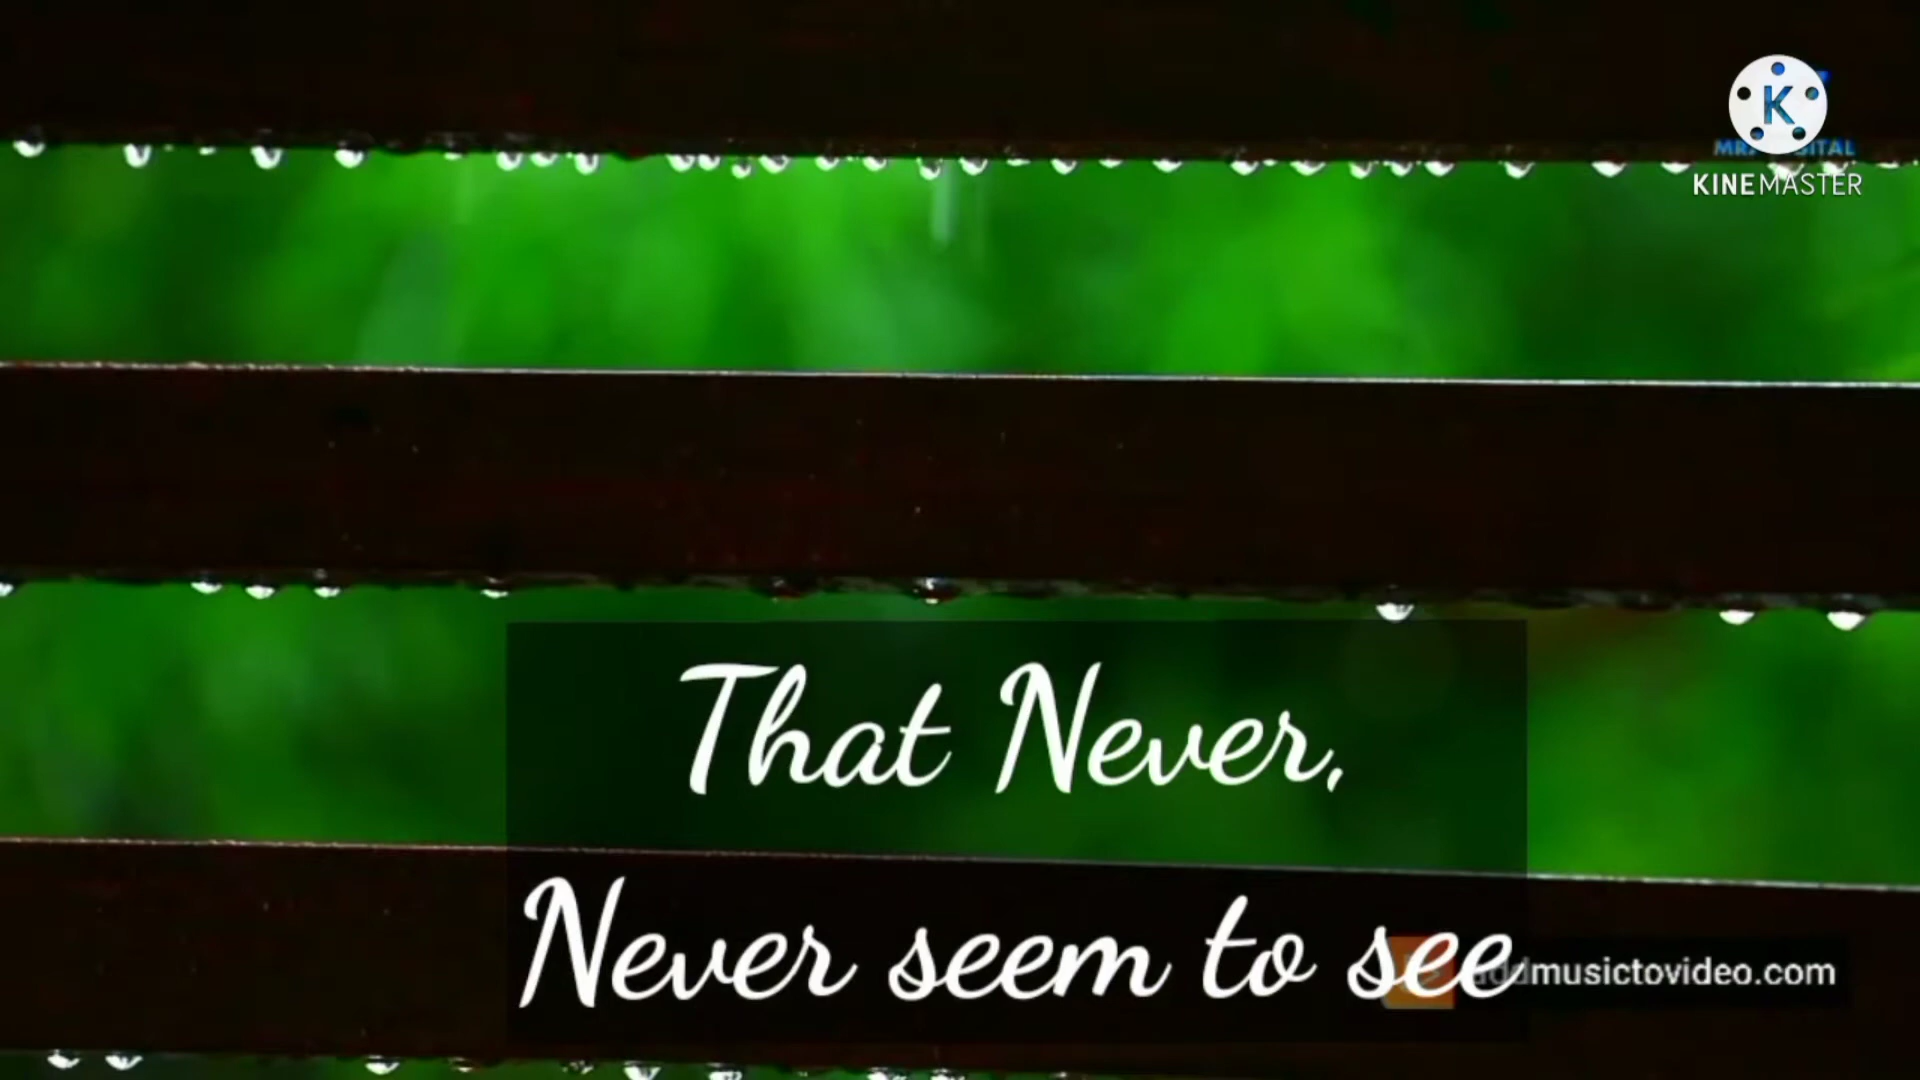 K
KINEMASTER
That Never,
Never seem to see
musictovideo.com